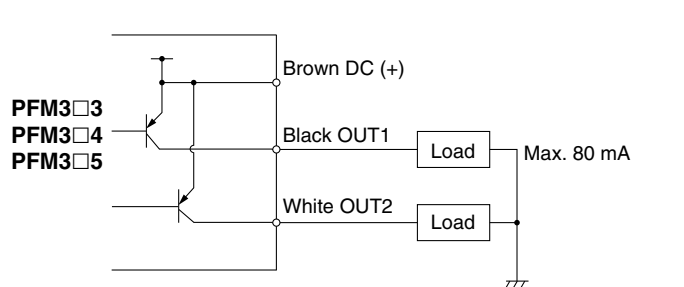 Brown DC (+)
PFM3□3
PFM3□4
PFM3□5
Black OUT1
Load
Max. 80 mA
White OUT2
Load